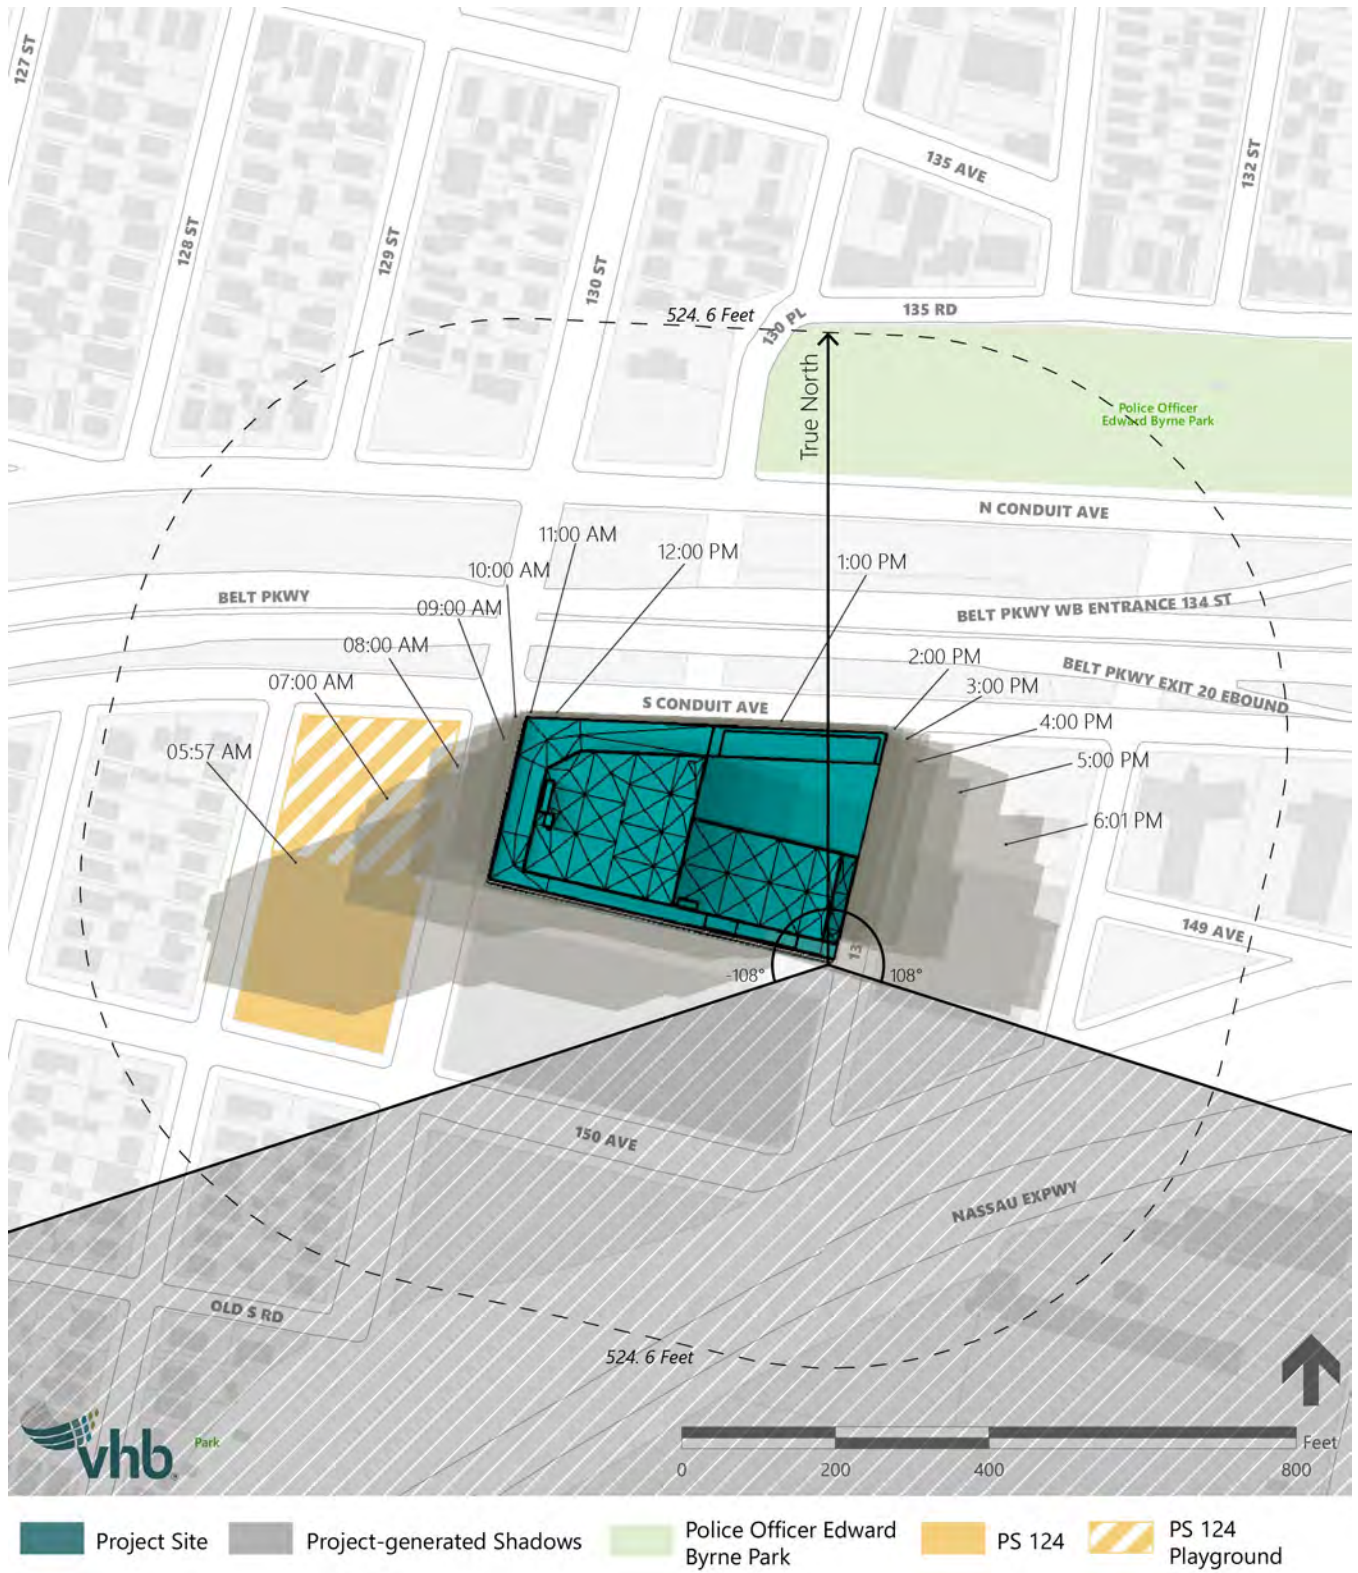 127 ST
128 ST
129 ST
130 ST
130 PL
135 AVE
132 ST
135 RD
524. 6 Feet
True North
Police Officer
Edward Byrne Park
N CONDUIT AVE
BELT PKWY
BELT PKWY WB ENTRANCE 134 ST
BELT PKWY EXIT 20 EBOUND
S CONDUIT AVE
05:57 AM
07:00 AM
08:00 AM
09:00 AM
10:00 AM
11:00 AM
12:00 PM
1:00 PM
2:00 PM
3:00 PM
4:00 PM
5:00 PM
6:01 PM
149 AVE
13
-108°
108°
150 AVE
NASSAU EXPWY
OLD S RD
524. 6 Feet
vhb
Park
Feet
0 200 400 800
Project Site
Project-generated Shadows
Police Officer Edward
Byrne Park
PS 124
PS 124
Playground